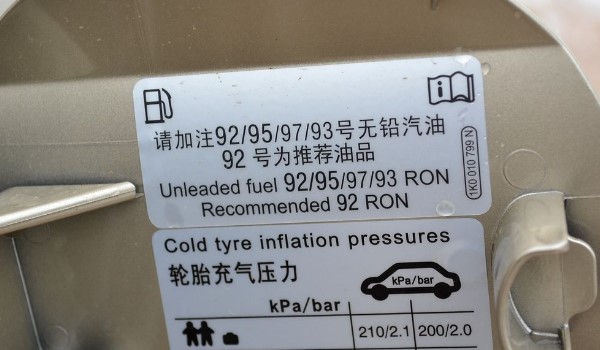 请加注92/95/97/93号无铅汽油
92 号为推荐油品
Unleaded fuel 92/95/97/93 RON
Recommended 92 RON
1K0 010 799 N
Cold tyre inflation pressures
轮胎充气压力
kPa/bar
kPa/bar
210/2.1 200/2.0